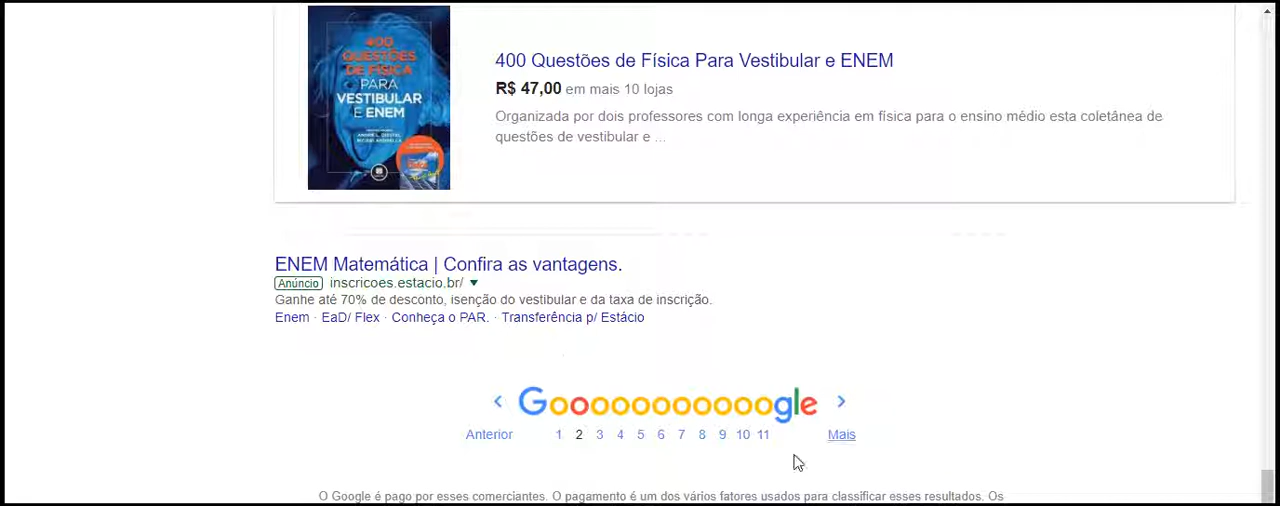 400
QUESTÕES
DE FÍSICA
PARA
VESTIBULAR
E ENEM
400 Questões de Física Para Vestibular e ENEM
R$ 47,00 em mais 10 lojas
Organizada por dois professores com longa experiência em física para o ensino médio esta coletânea de
questões de vestibular e ...
ENEM Matemática | Confira as vantagens.
Anúncio inscricoes.estacio.br/
Ganhe até 70% de desconto, isenção do vestibular e da taxa de inscrição.
Enem · EaD/ Flex · Conheça o PAR. · Transferência p/ Estácio
Goooooooooooogle
Anterior 1 2 3 4 5 6 7 8 9 10 11 Mais
O Google é pago por esses comerciantes. O pagamento é um dos vários fatores usados para classificar esses resultados. Os